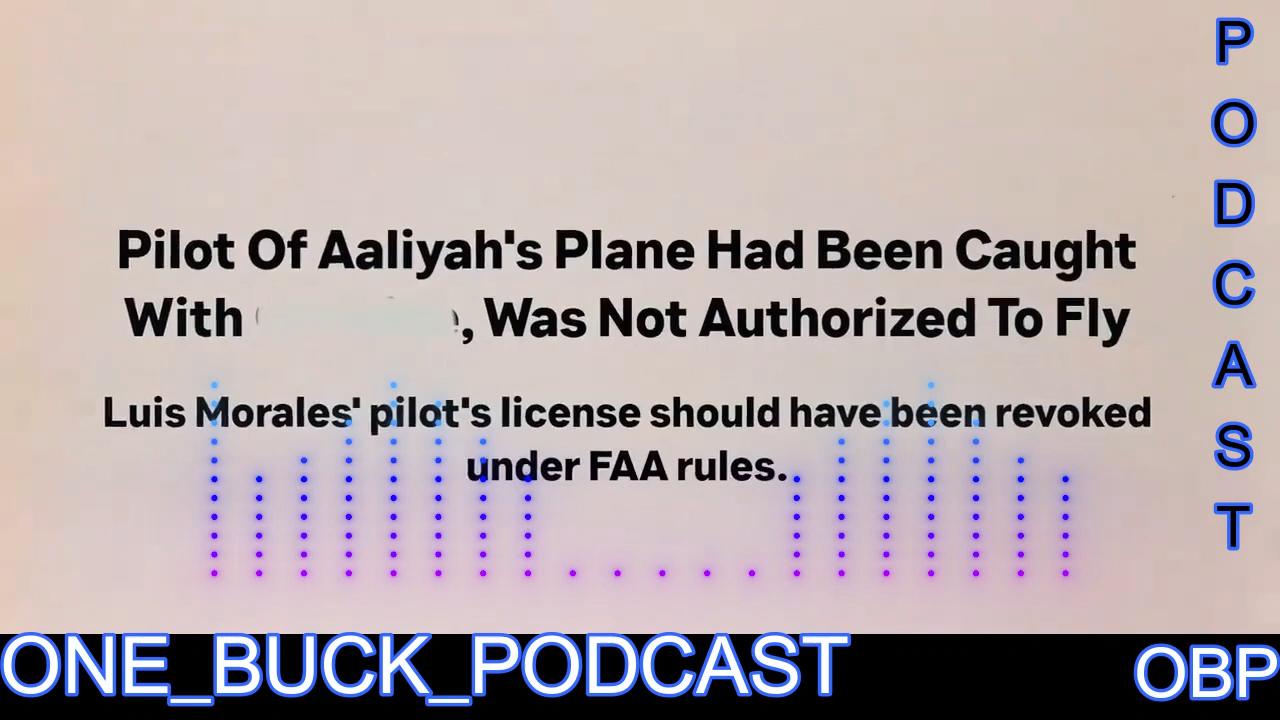 Pilot Of Aaliyah's Plane Had Been Caught
With , Was Not Authorized To Fly
Luis Morales' pilot's license should have been revoked
under FAA rules.
PODCAST
ONE_BUCK_PODCAST
OBP